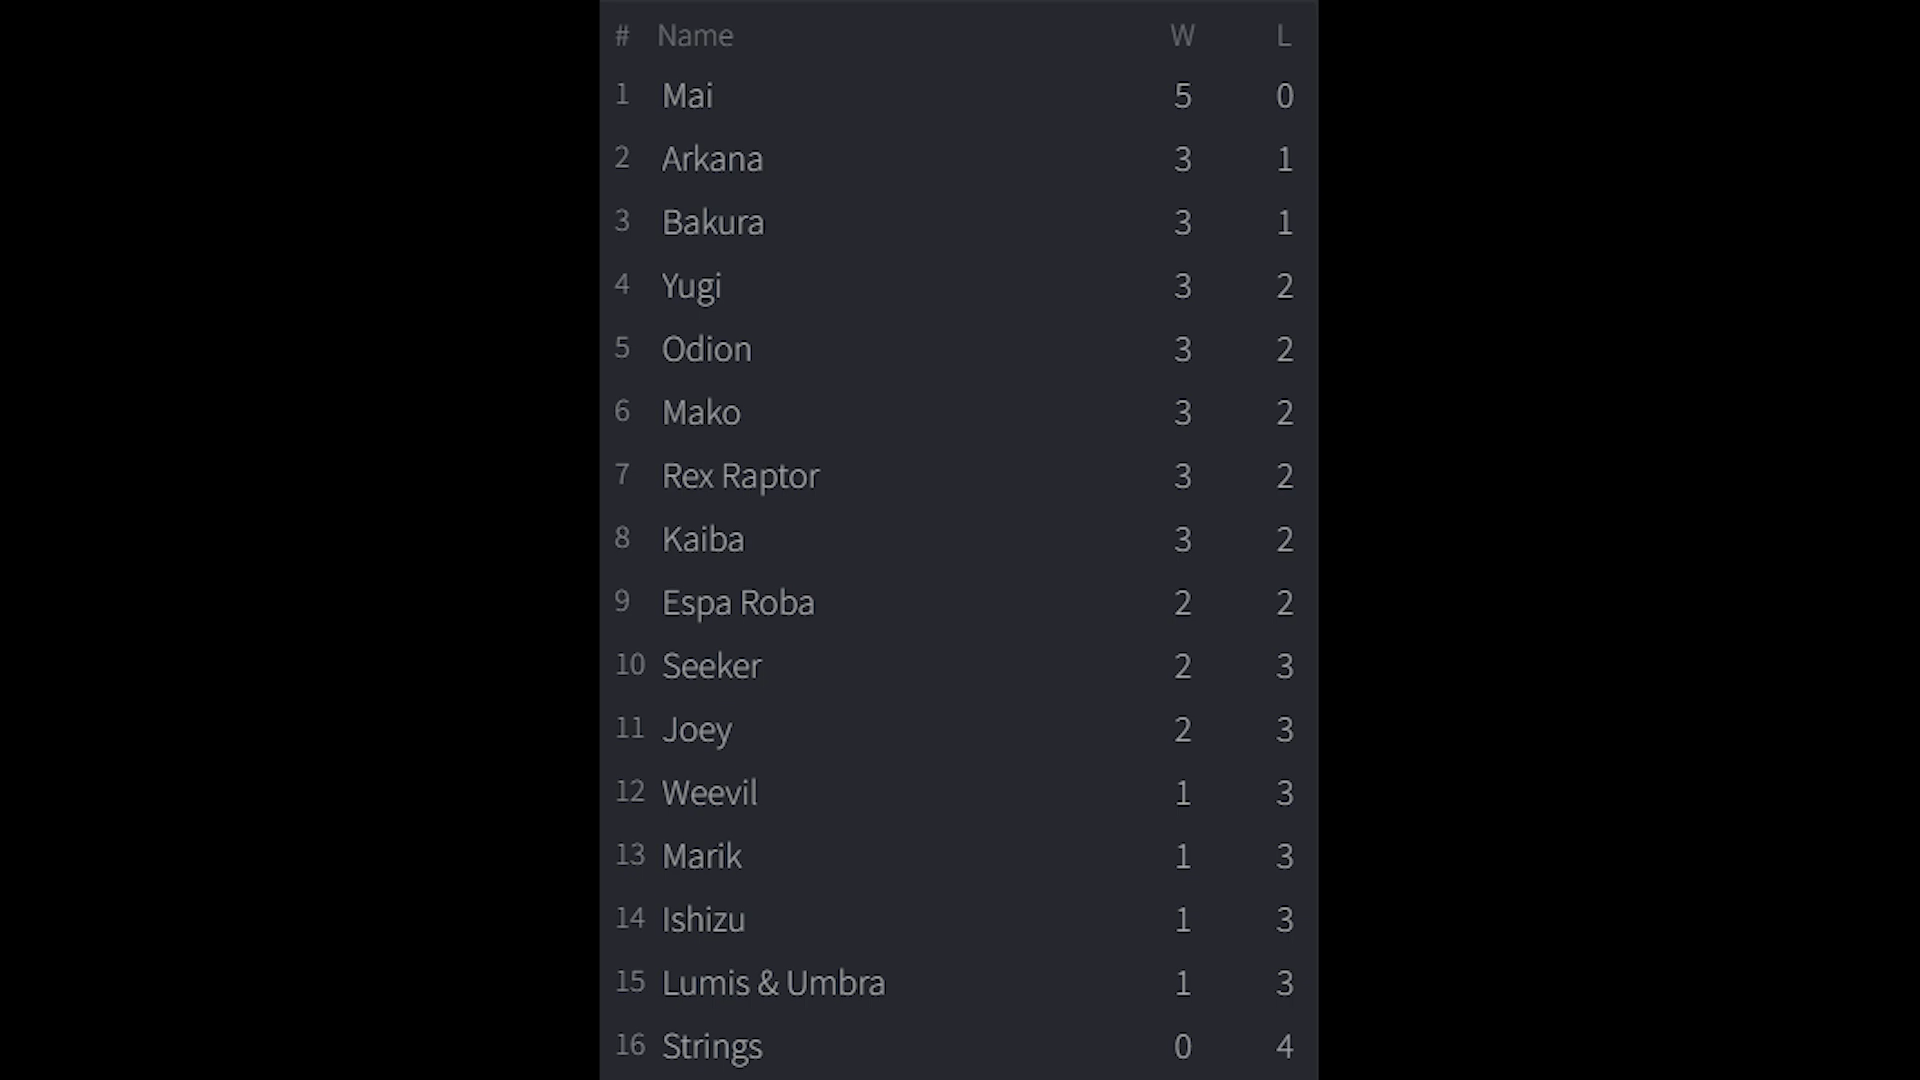 # Name W L
1 Mai 5 0
2 Arkana 3 1
3 Bakura 3 1
4 Yugi 3 2
5 Odion 3 2
6 Mako 3 2
7 Rex Raptor 3 2
8 Kaiba 3 2
9 Espa Roba 2 2
10 Seeker 2 3
11 Joey 2 3
12 Weevil 1 3
13 Marik 1 3
14 Ishizu 1 3
15 Lumis & Umbra 1 3
16 Strings 0 4